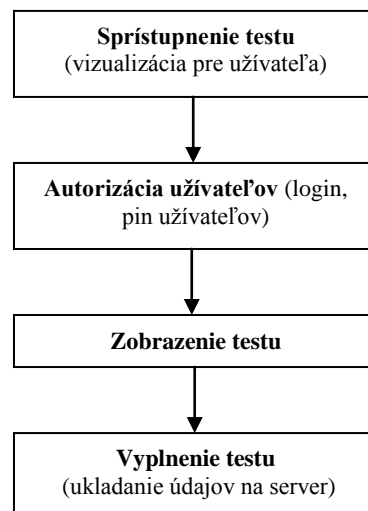 Sprístupnenie testu
(vizualizácia pre užívateľa)
Autorizácia užívateľov (login,
pin užívateľov)
Zobrazenie testu
Vyplnenie testu
(ukladanie údajov na server)